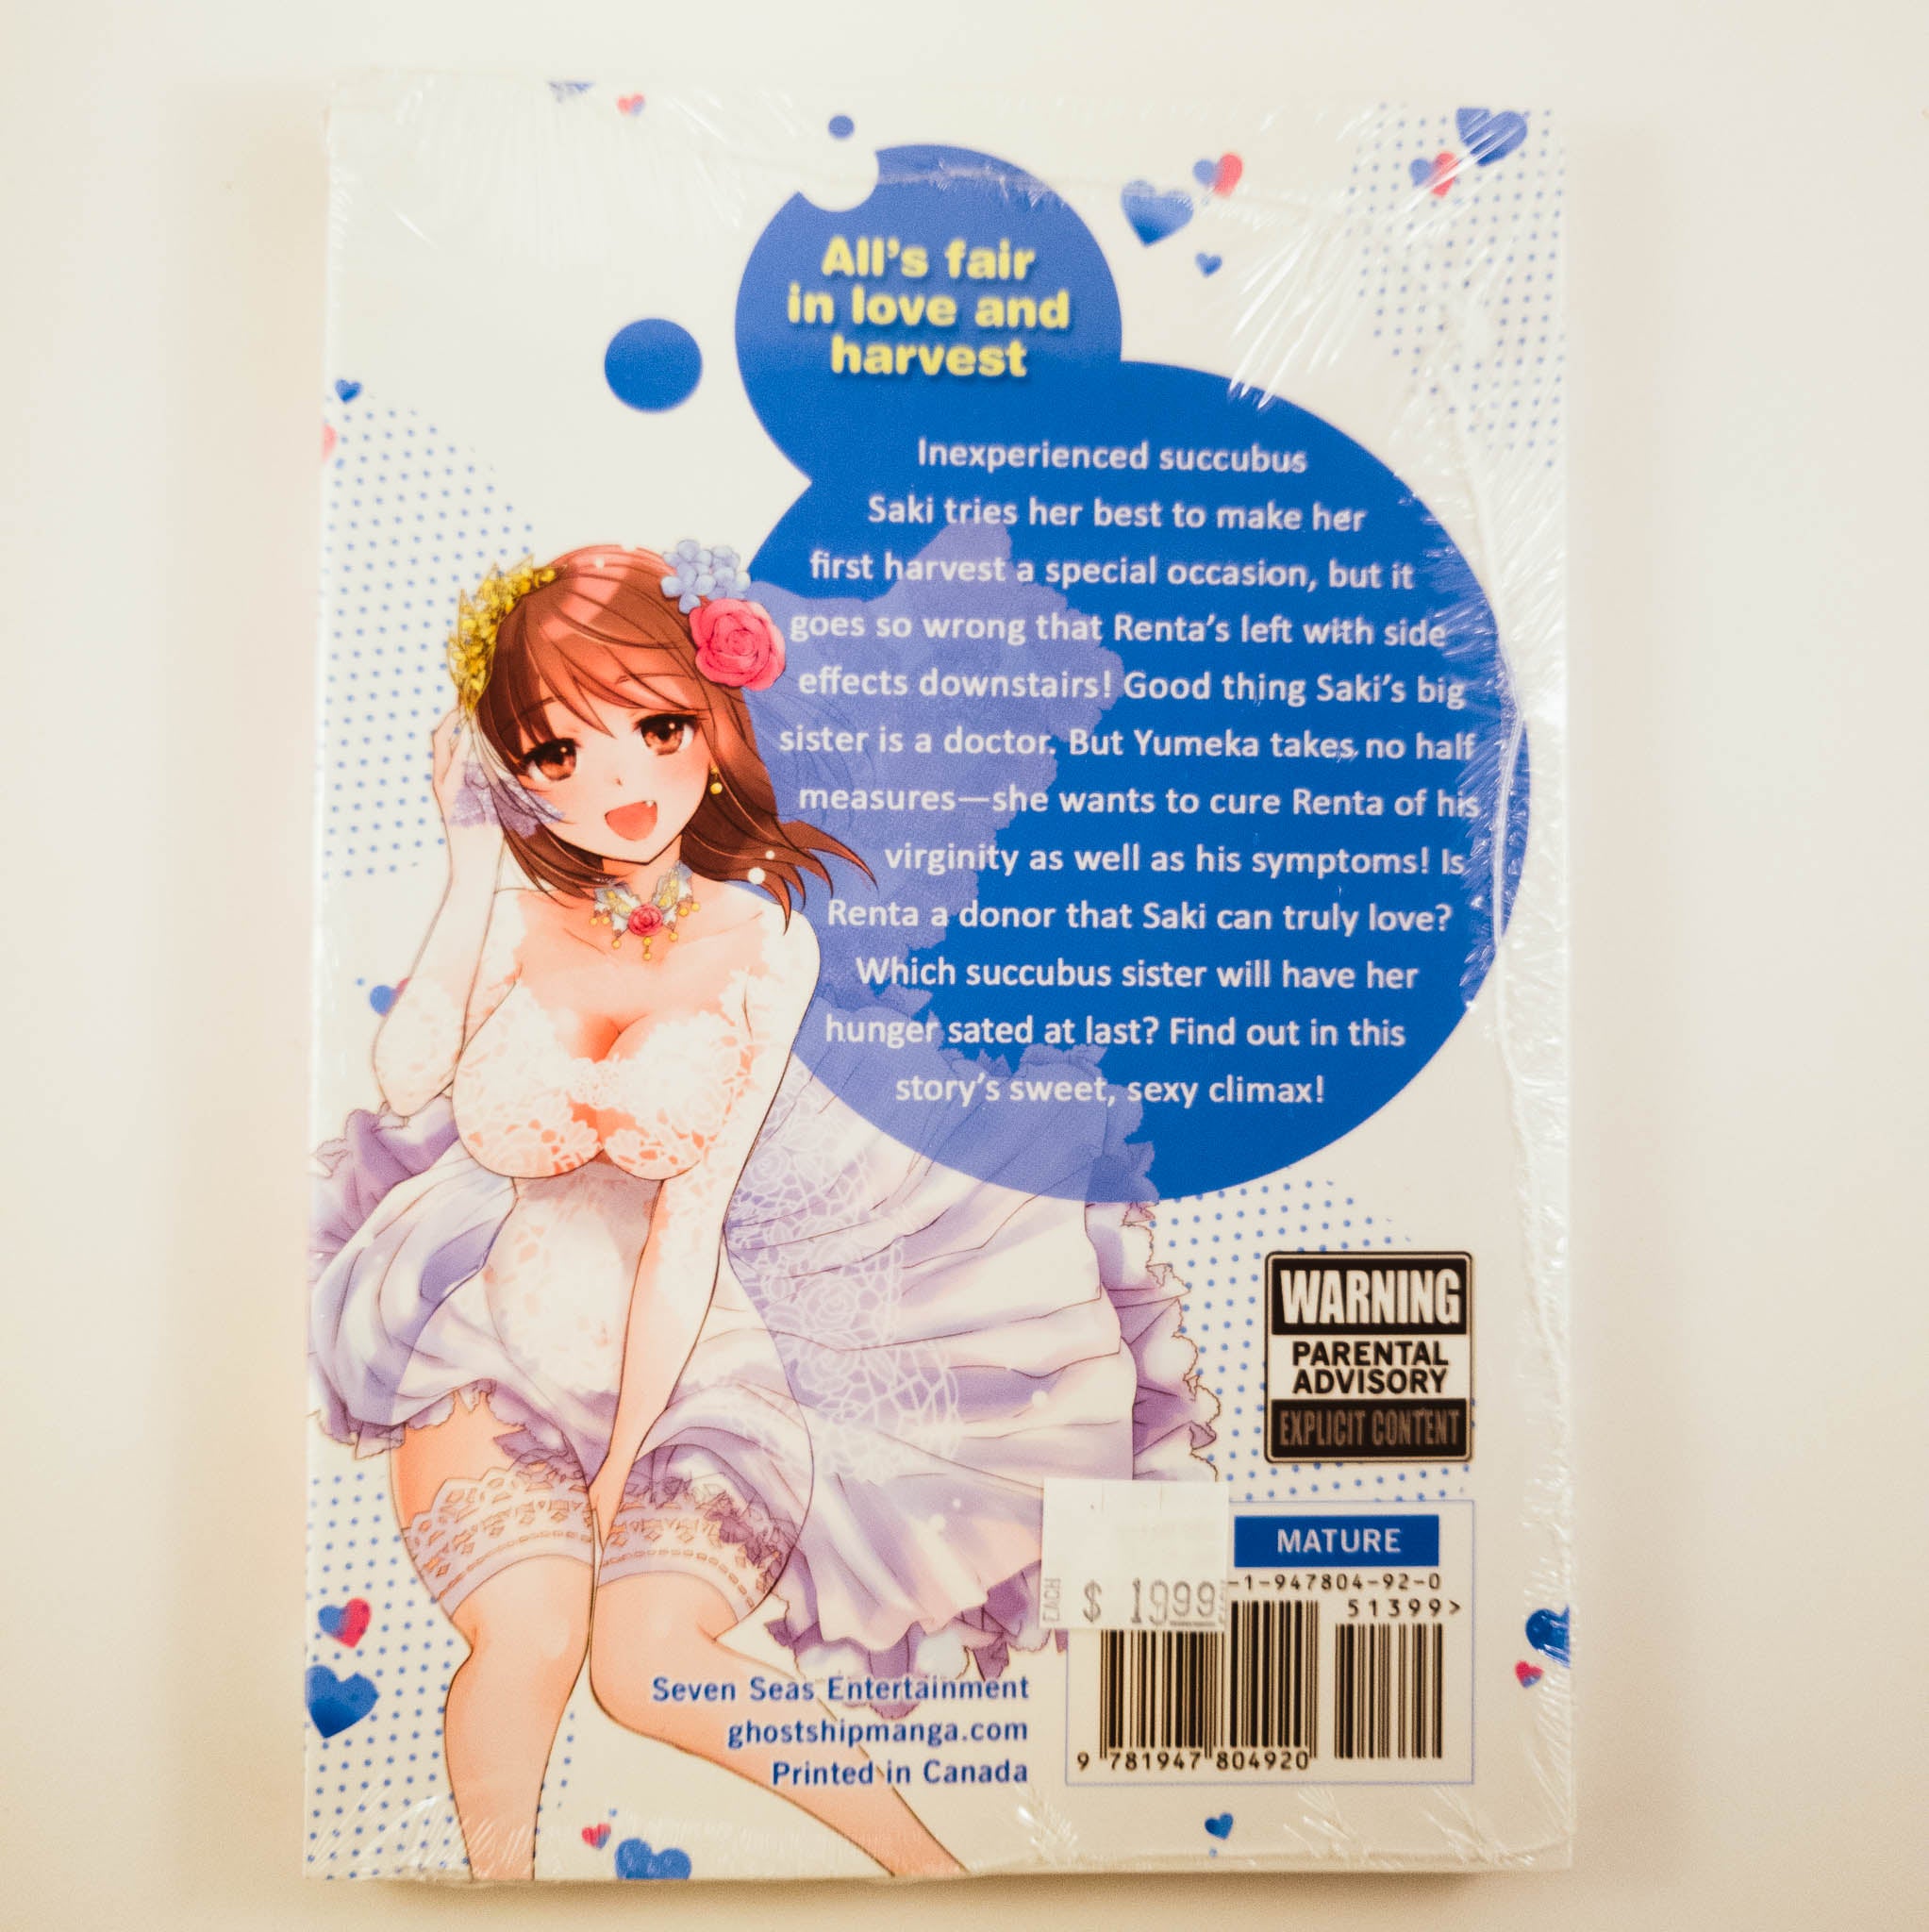 All's fair
in love and
harvest
Inexperienced succubus
Saki tries her best to make her
first harvest a special occasion, but it
goes so wrong that Renta's left with side
effects downstairs! Good thing Saki's big
sister is a doctor. But Yumeka takes no half
measures—she wants to cure Renta of his
virginity as well as his symptoms! Is
Renta a donor that Saki can truly love?
Which succubus sister will have her
hunger sated at last? Find out in this
story's sweet, sexy climax!
WARNING
PARENTAL
ADVISORY
EXPLICIT CONTENT
MATURE
-1-947804-92-0
51399>
EACH
$ 1999
9 781947 804920
Seven Seas Entertainment
ghostshipmanga.com
Printed in Canada